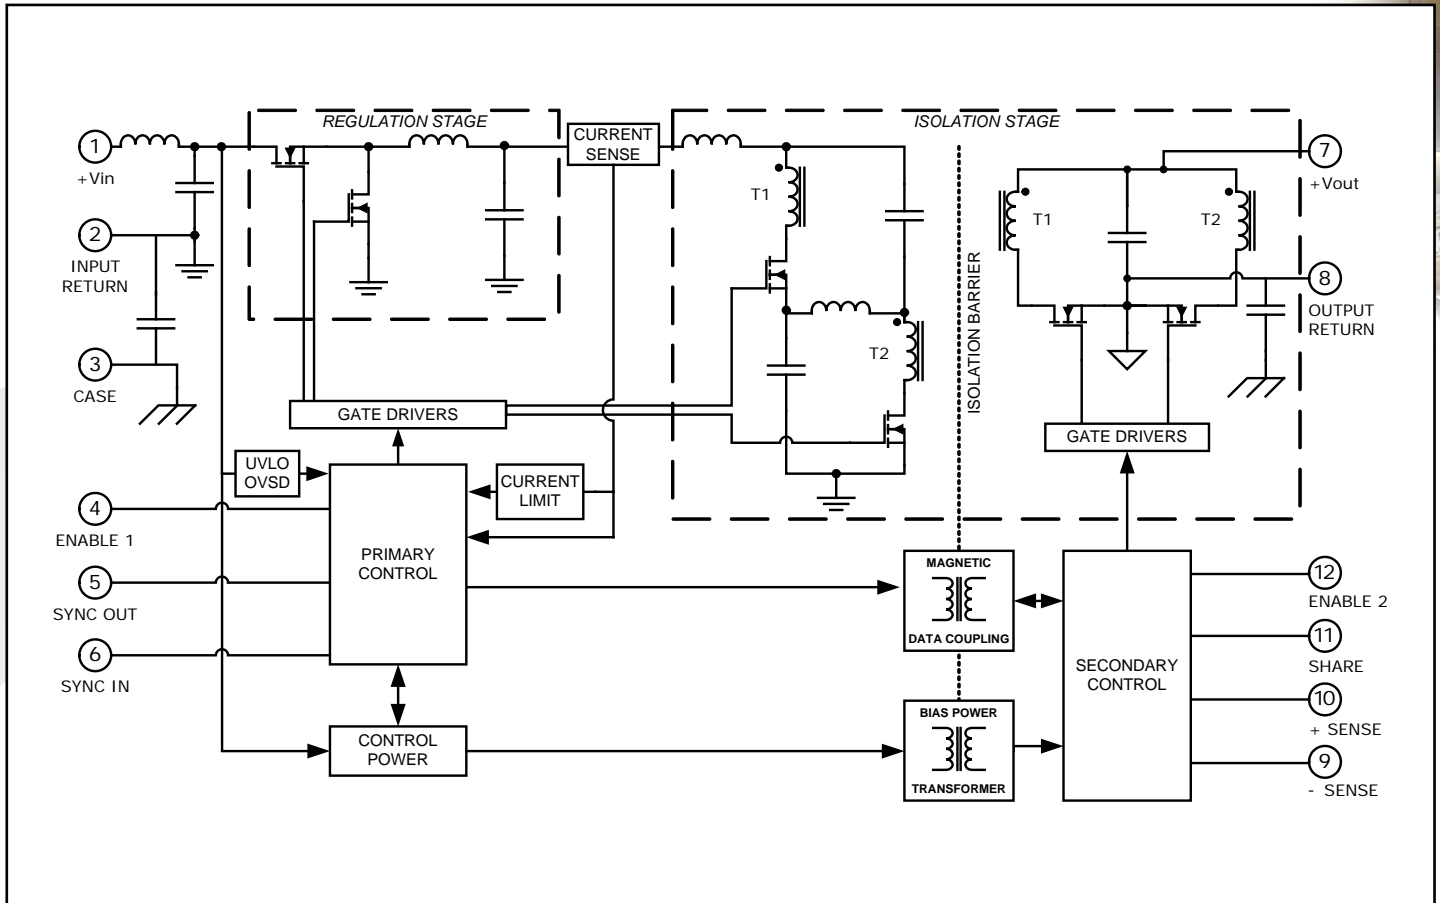 REGULATION STAGE
ISOLATION STAGE
1
+Vin
CURRENT
SENSE
7
+Vout
T1
T1
T2
2
INPUT
RETURN
ISOLATION BARRIER
8
OUTPUT
RETURN
3
CASE
T2
GATE DRIVERS
GATE DRIVERS
UVLO
OVSD
CURRENT
LIMIT
4
ENABLE 1
PRIMARY
CONTROL
5
SYNC OUT
6
SYNC IN
MAGNETIC
DATA COUPLING
SECONDARY
CONTROL
12
ENABLE 2
11
SHARE
10
+ SENSE
9
- SENSE
CONTROL
POWER
BIAS POWER
TRANSFORMER